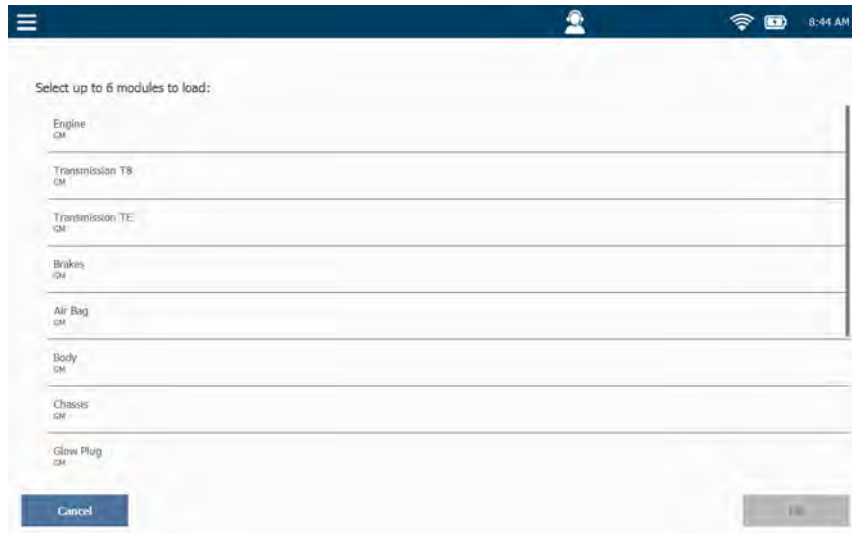 8:44 AM
Select up to 6 modules to load:
Engine
GM
Transmission T8
GM
Transmission TE
GM
Brakes
GM
Air Bag
GM
Body
GM
Chassis
GM
Glow Plug
GM
Cancel